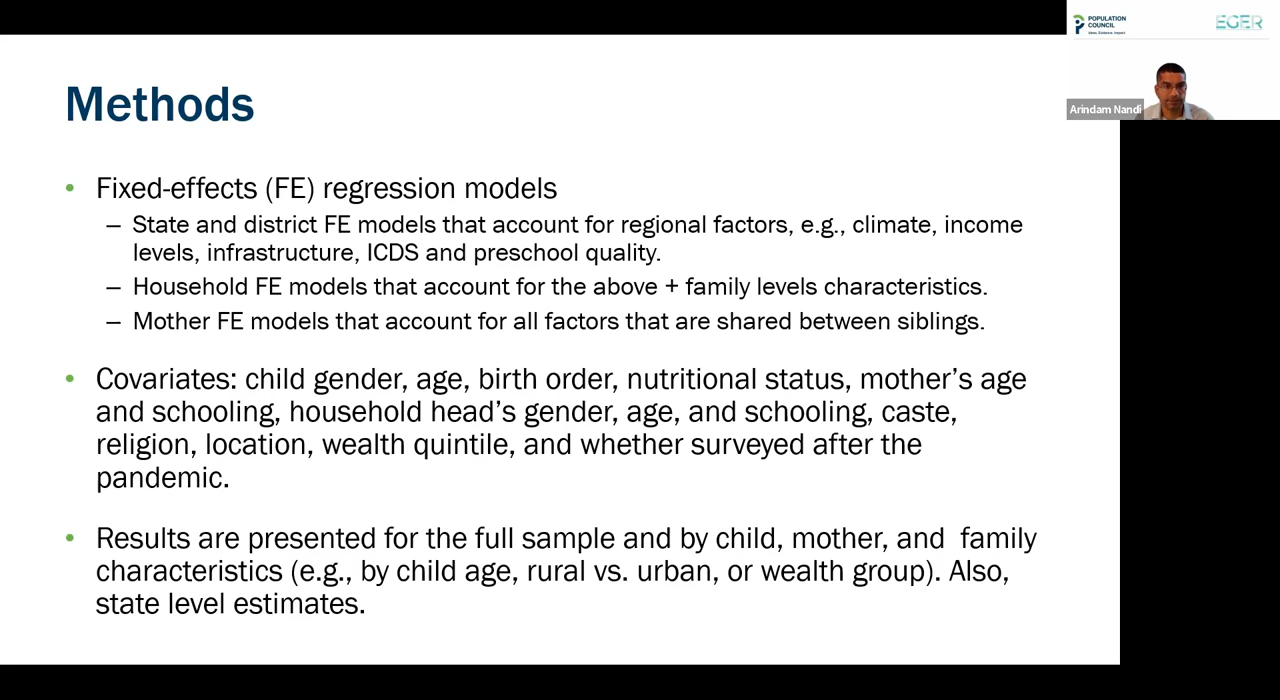 POPULATION
COUNCIL
Ideas. Evidence. Impact.
EGER
Arindam Nandi
Methods
• Fixed-effects (FE) regression models
– State and district FE models that account for regional factors, e.g., climate, income
levels, infrastructure, ICDS and preschool quality.
– Household FE models that account for the above + family levels characteristics.
– Mother FE models that account for all factors that are shared between siblings.
• Covariates: child gender, age, birth order, nutritional status, mother’s age
and schooling, household head’s gender, age, and schooling, caste,
religion, location, wealth quintile, and whether surveyed after the
pandemic.
• Results are presented for the full sample and by child, mother, and  family
characteristics (e.g., by child age, rural vs. urban, or wealth group). Also,
state level estimates.